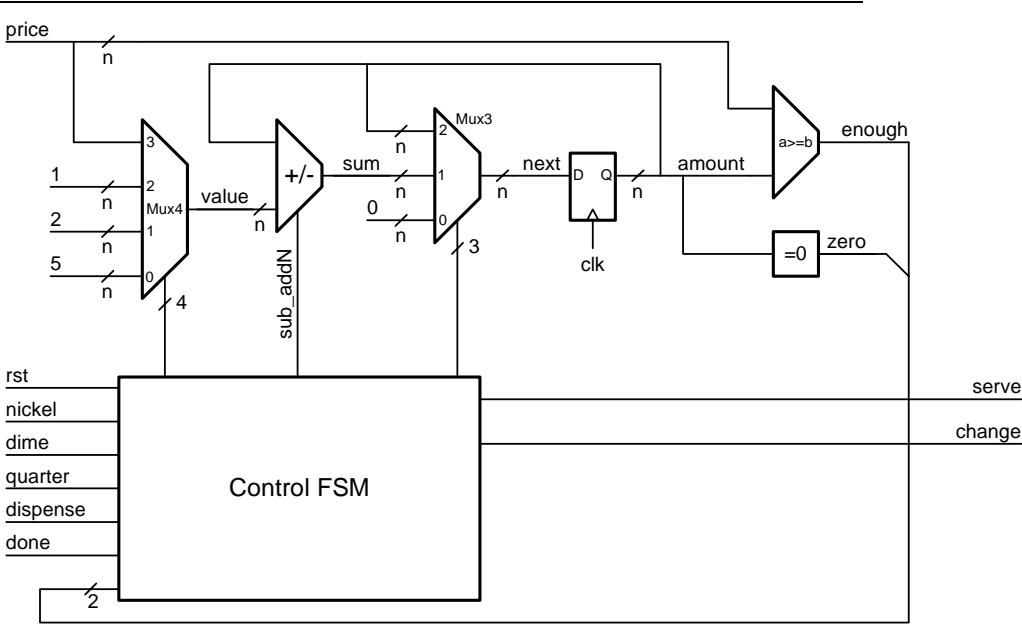 price
n
Mux3
3
2
a>=b
enough
1
n
2
n
sum
1
next
D
Q
amount
Mux4
value
+/-
n
n
n
2
1
n
0
0
n
n
5
0
n
3
=0
zero
clk
4
sub_addN
rst
serve
nickel
dime
change
quarter
Control FSM
dispense
done
2